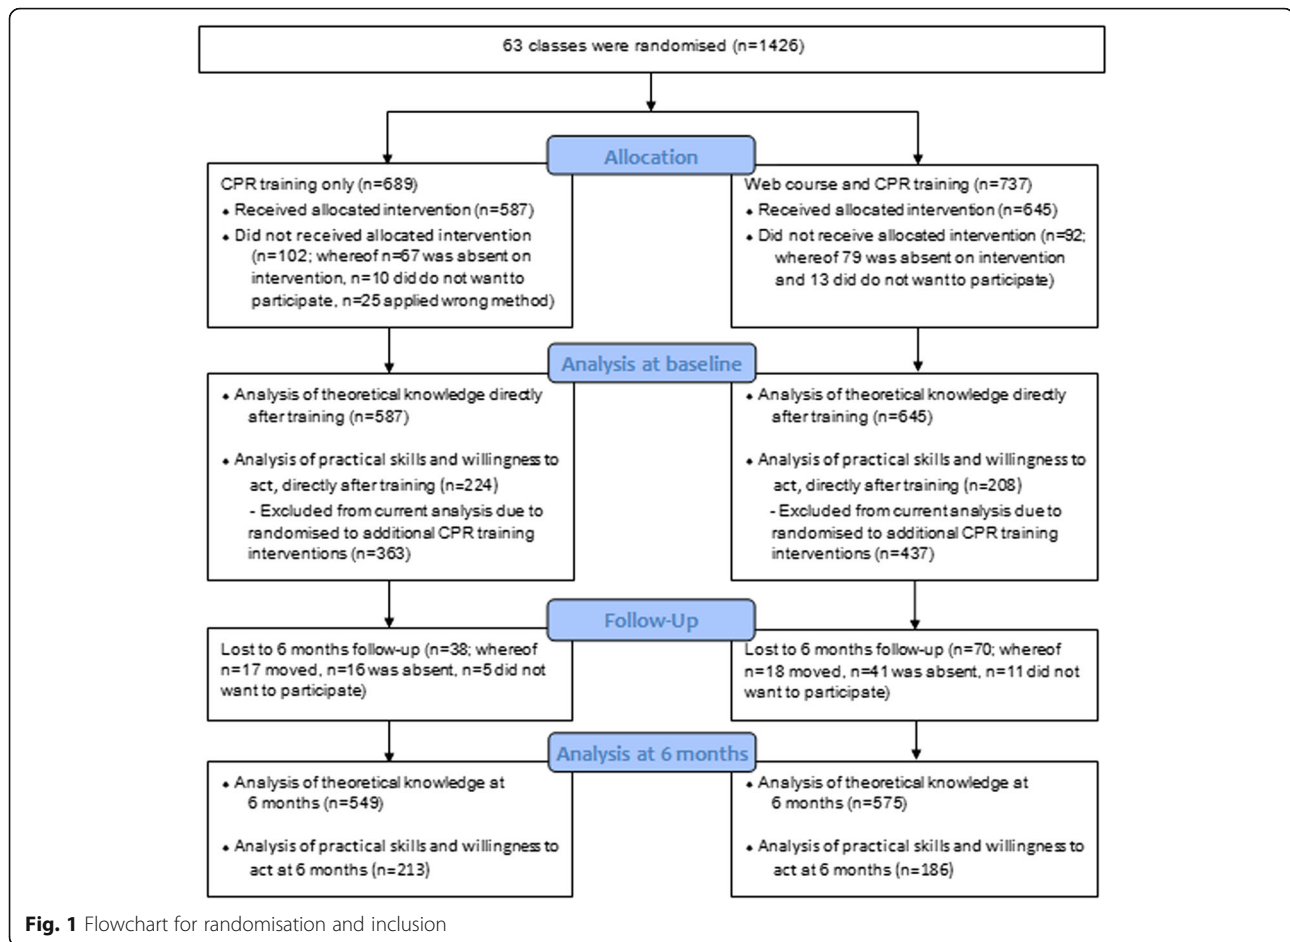 63 classes were randomised (n=1426)
Allocation
CPR training only (n=689)
• Received allocated intervention (n=587)
• Did not received allocated intervention
(n=102; whereof n=67 was absent on
intervention, n=10 did do not want to
participate, n=25 applied wrong method)
Web course and CPR training (n=737)
• Received allocated intervention (n=645)
• Did not receive allocated intervention (n=92;
whereof 79 was absent on intervention
and 13 did do not want to participate)
Analysis at baseline
• Analysis of theoretical knowledge directly
after training (n=587)
• Analysis of practical skills and willingness to
act, directly after training (n=224)
- Excluded from current analysis due to
randomised to additional CPR training
interventions (n=363)
• Analysis of theoretical knowledge directly
after training (n=645)
• Analysis of practical skills and willingness to
act, directly after training (n=208)
- Excluded from current analysis due to
randomised to additional CPR training
interventions (n=437)
Follow-Up
Lost to 6 months follow-up (n=38; whereof
n=17 moved, n=16 was absent, n=5 did not
want to participate)
Lost to 6 months follow-up (n=70; whereof
n=18 moved, n=41 was absent, n=11 did not
want to participate)
Analysis at 6 months
• Analysis of theoretical knowledge at
6 months (n=549)
• Analysis of practical skills and willingness to
act at 6 months (n=213)
• Analysis of theoretical knowledge at
6 months (n=575)
• Analysis of practical skills and willingness to
act at 6 months (n=186)
Fig. 1 Flowchart for randomisation and inclusion